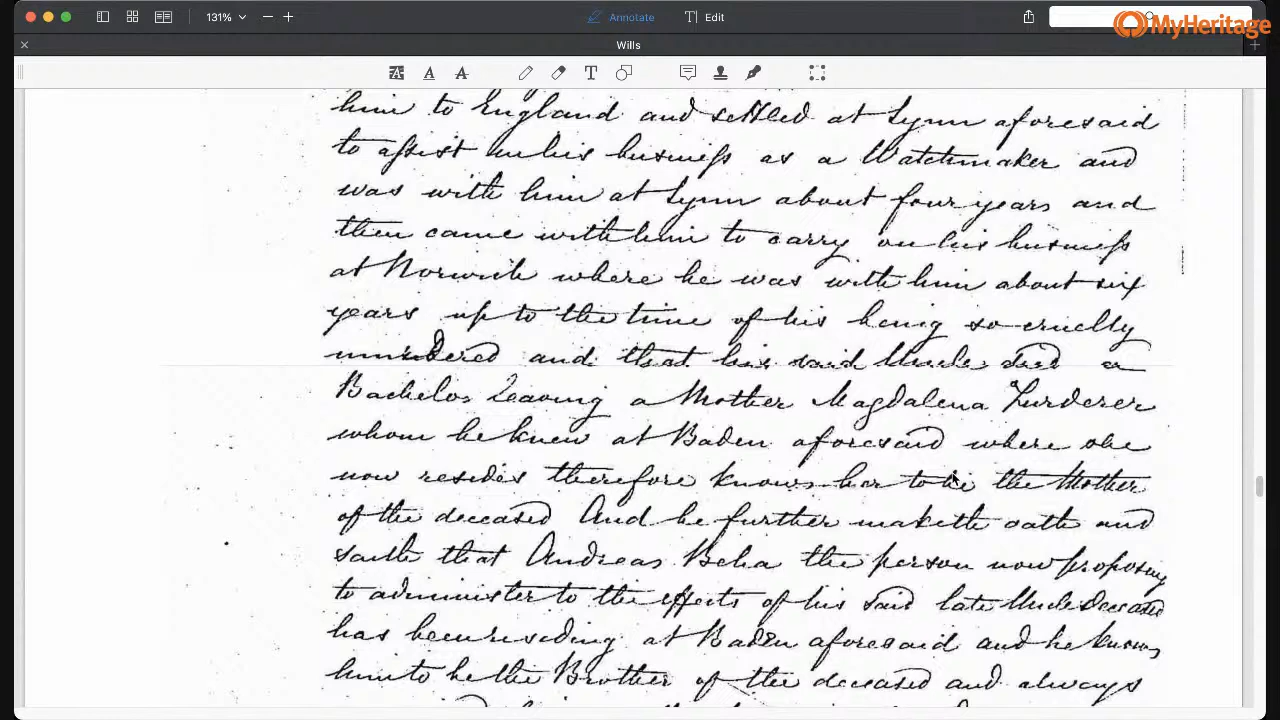 131%
Annotate
Edit
MyHeritage
Wills
him to England and settled at Lynn aforesaid
to assist in his business as a Watchmaker and
was with him at Lynn about four years and
then came with him to carry on his business
at Norwich where he was with him about six
years up to the time of his being so cruelly
murdered and that his said Uncle died a
Bachelor Leaving a Mother Magdalena Furderer
whom he knew at Baden aforesaid where she
now resides therefore knows her to be the Mother
of the deceased And he further maketh oath and
saith that Andreas Beha the person now proposing
to administer to the effects of his said late Uncle deceased
has been residing at Baden aforesaid and he knows
him to be the Brother of the deceased and always